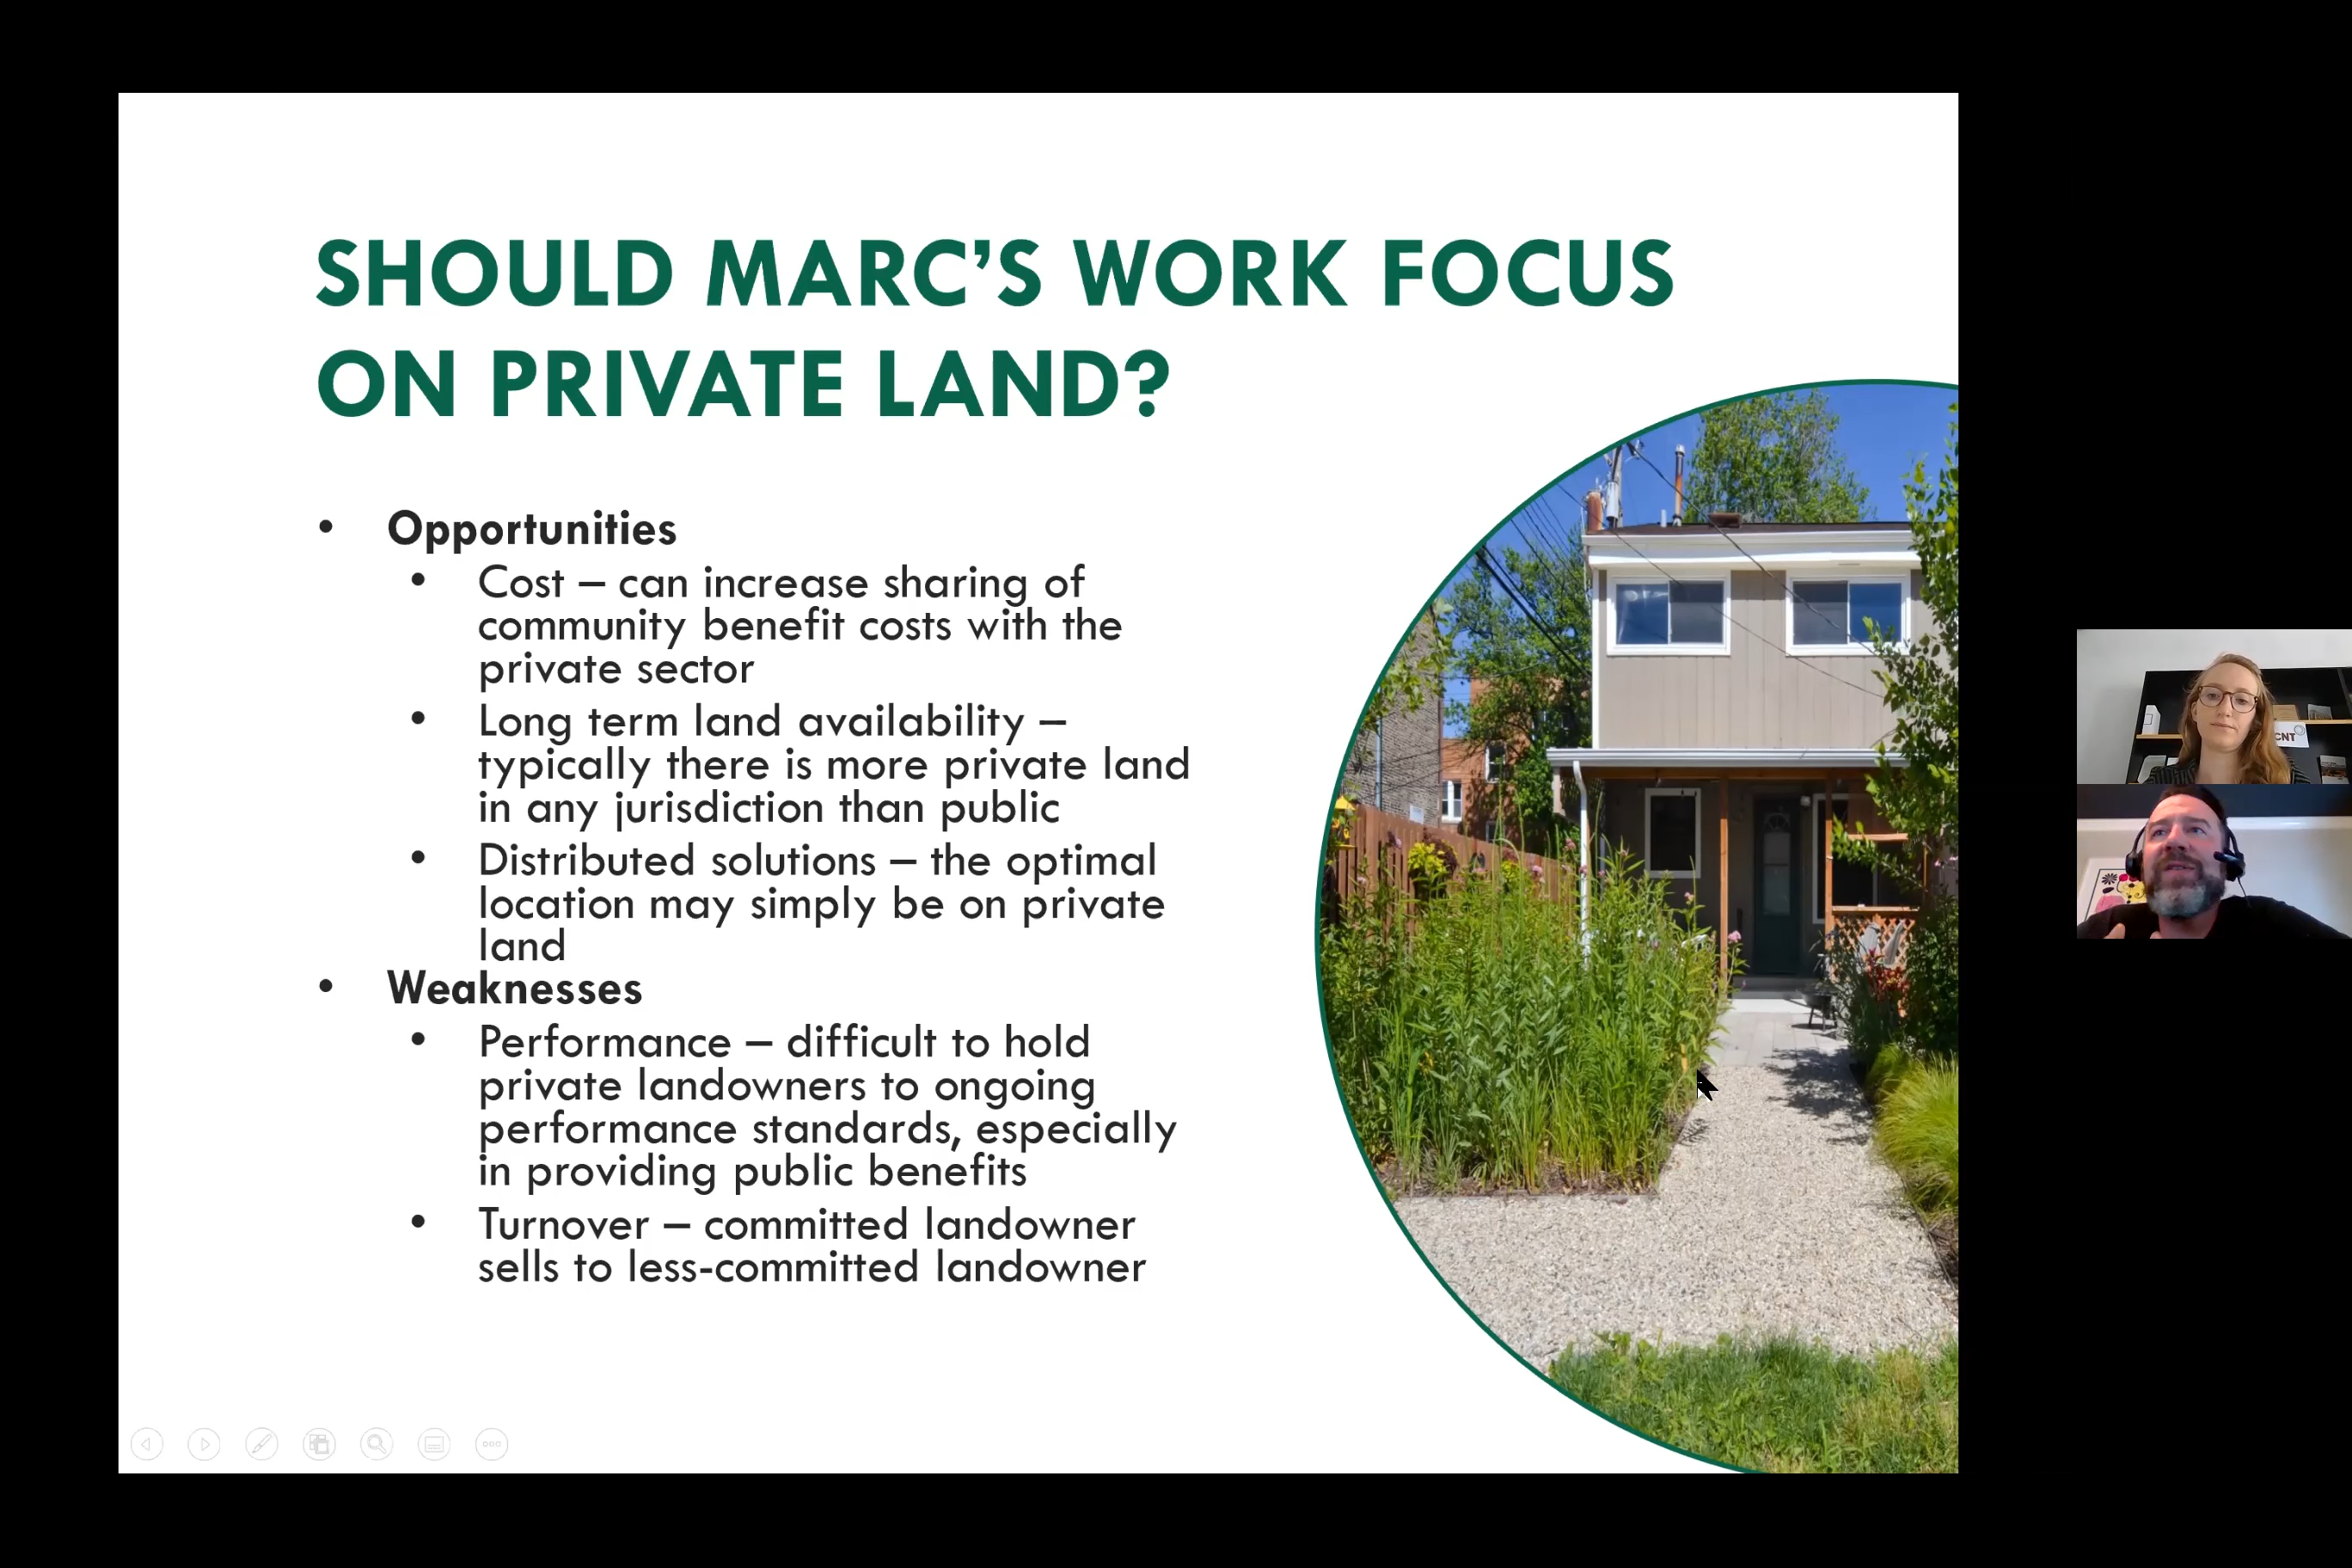 SHOULD MARC’S WORK FOCUS
ON PRIVATE LAND?
• Opportunities
• Cost – can increase sharing of
community benefit costs with the
private sector
• Long term land availability –
typically there is more private land
in any jurisdiction than public
• Distributed solutions – the optimal
location may simply be on private
land
• Weaknesses
• Performance – difficult to hold
private landowners to ongoing
performance standards, especially
in providing public benefits
• Turnover – committed landowner
sells to less-committed landowner
CNT